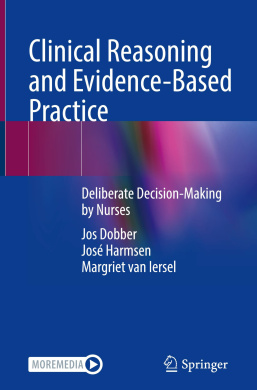 Clinical Reasoning
and Evidence-Based
Practice
Deliberate Decision-Making
by Nurses
Jos Dobber
José Harmsen
Margriet van Iersel
MOREMEDIA
Springer